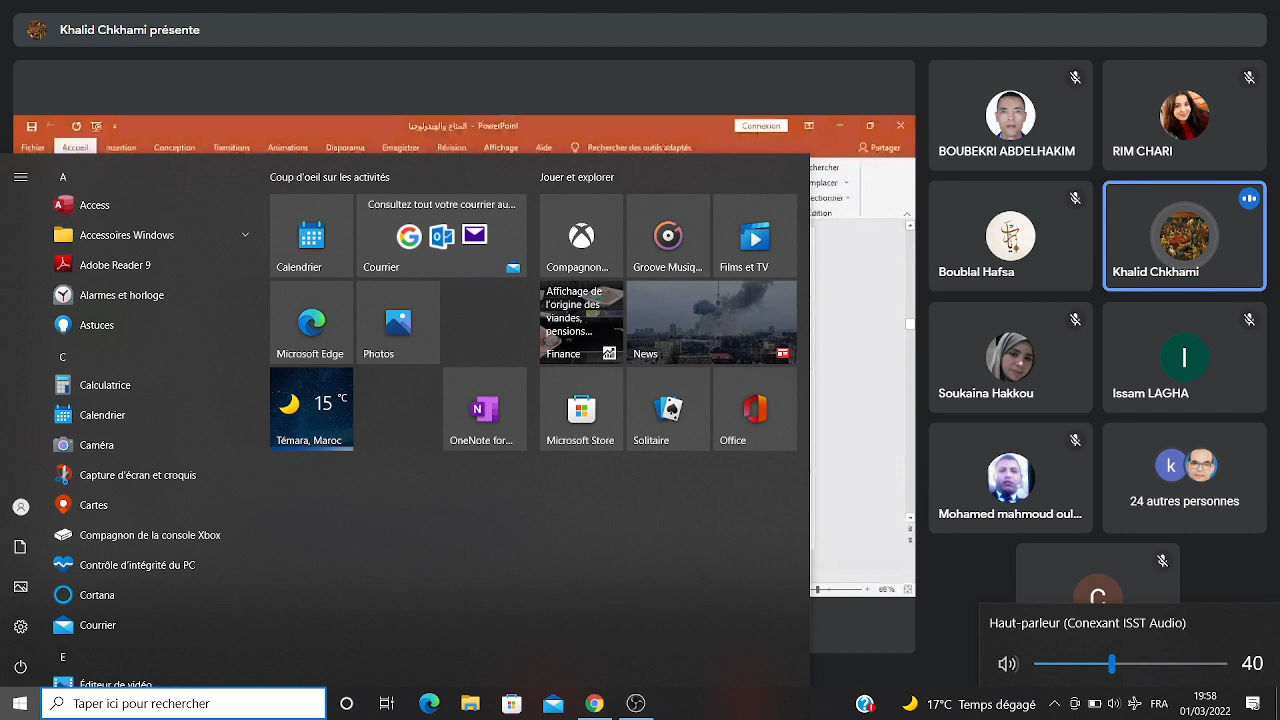 Khalid Chkhami présente
المناخ والهيدرولوجيا - PowerPoint
Connexion
Fichier
Accueil
Insertion
Conception
Transitions
Animations
Diaporama
Enregistrer
Révision
Affichage
Aide
Rechercher des outils adaptés
Partager
chercher
mplacer
ectionner
Édition
68 %
A
Access
Accessoires Windows
Adobe Reader 9
Alarmes et horloge
Astuces
C
Calculatrice
Calendrier
Caméra
Capture d'écran et croquis
Cartes
Compagnon de la console Xbox
Contrôle d'intégrité du PC
Cortana
Courrier
E
Éditeur de vidéo
Coup d'oeil sur les activités
Calendrier
Consultez tout votre courrier au...
Courrier
Microsoft Edge
Photos
15 °C
Témara, Maroc
OneNote for...
Jouer et explorer
Compagnon...
Groove Musiq...
Films et TV
Affichage de
l'origine des
viandes,
pensions...
Finance
News
Microsoft Store
Solitaire
Office
BOUBEKRI ABDELHAKIM
RIM CHARI
Boublal Hafsa
Khalid Chkhami
Soukaina Hakkou
I
Issam LAGHA
Mohamed mahmoud oul...
k
24 autres personnes
C
Haut-parleur (Conexant ISST Audio)
40
Taper ici pour rechercher
17°C Temps dégagé
FRA
19:58
01/03/2022